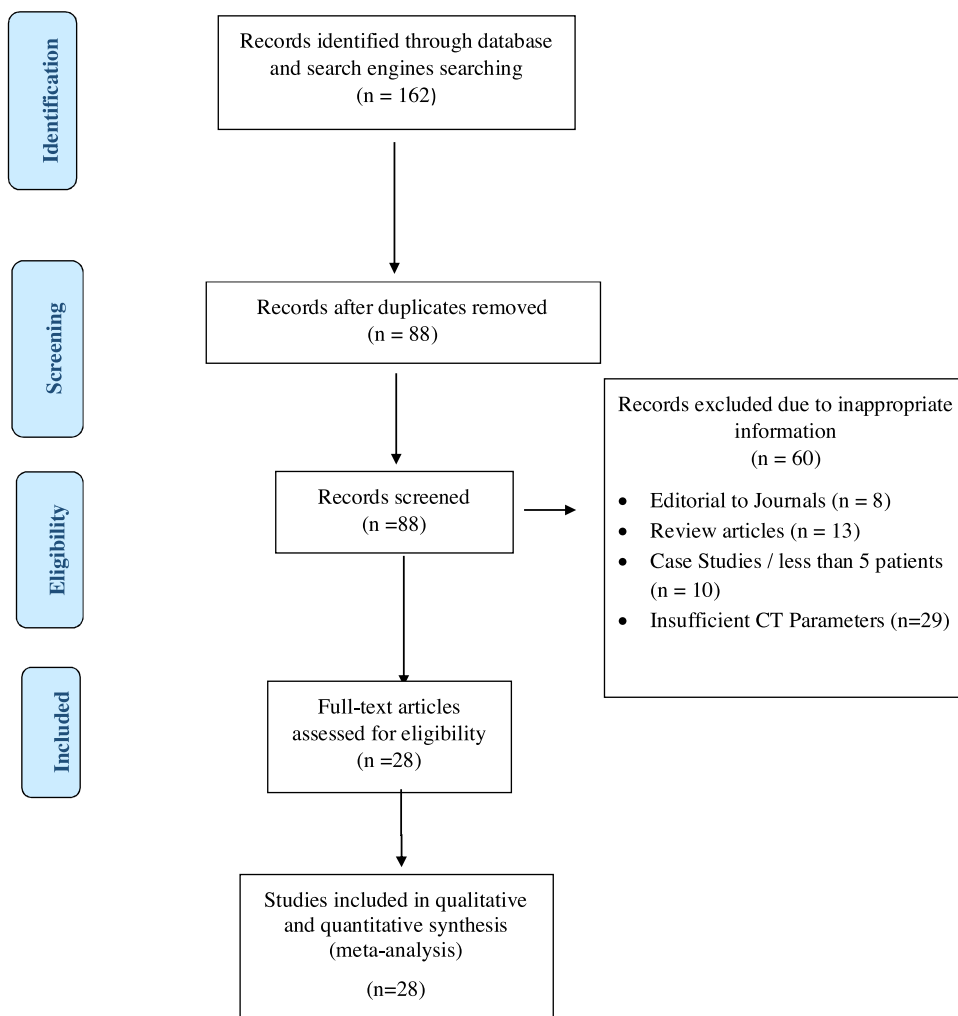 Identification
Records identified through database
and search engines searching
(n = 162)
Screening
Records after duplicates removed
(n = 88)
Eligibility
Records screened
(n =88)
Records excluded due to inappropriate
information
(n = 60)
• Editorial to Journals (n = 8)
• Review articles (n = 13)
• Case Studies / less than 5 patients
(n = 10)
• Insufficient CT Parameters (n=29)
Included
Full-text articles
assessed for eligibility
(n =28)
Studies included in qualitative
and quantitative synthesis
(meta-analysis)
(n=28)